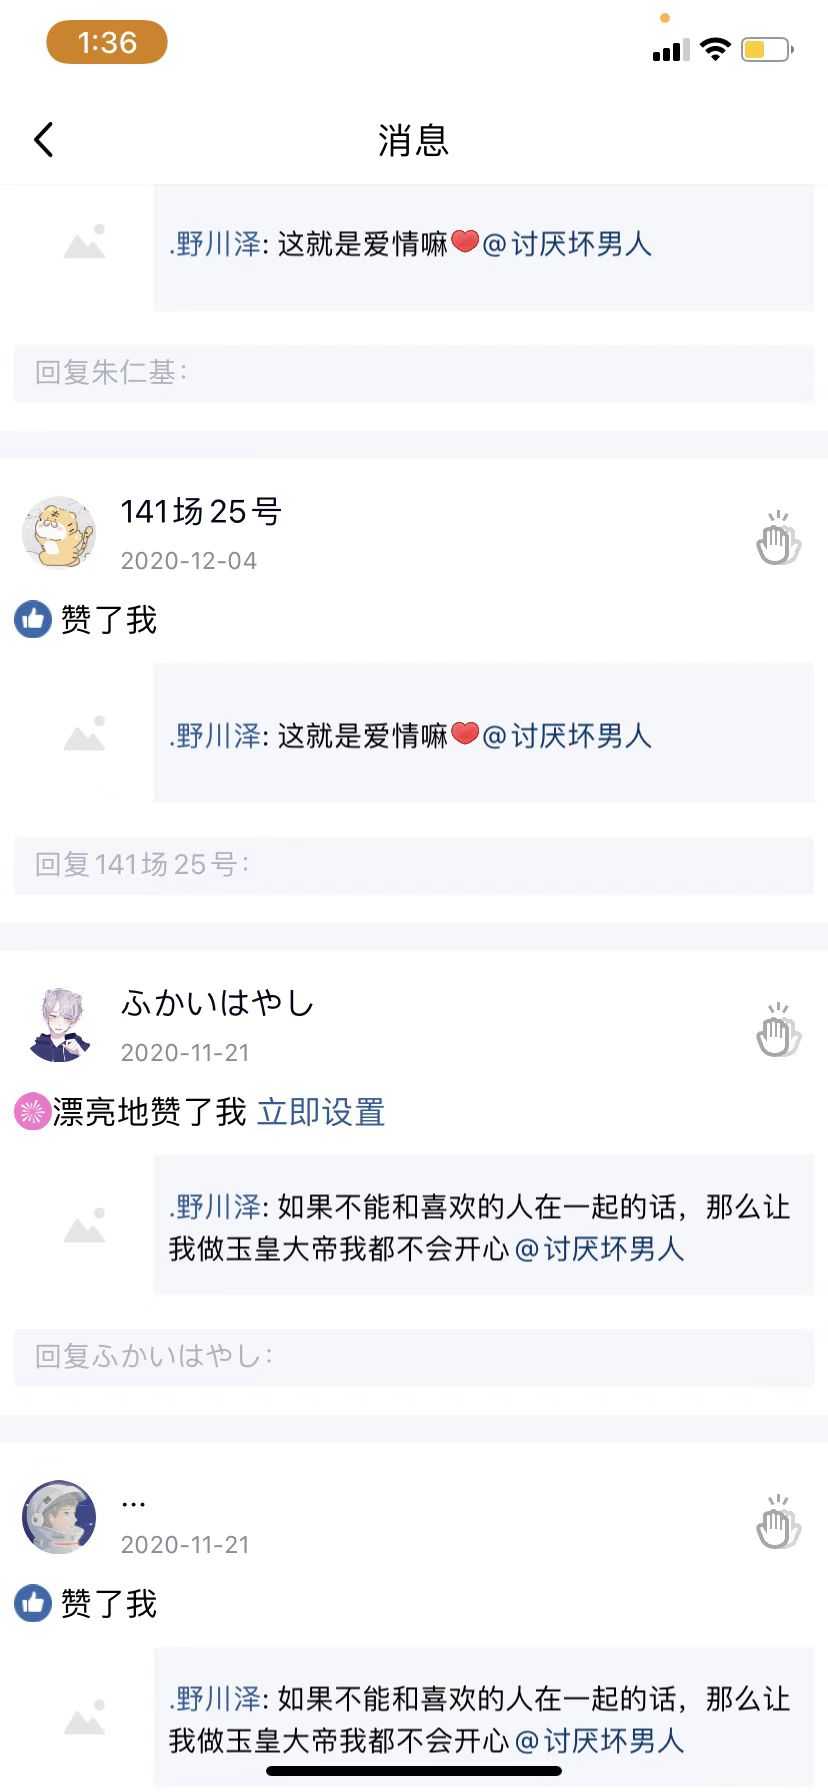 1:36
消息
.野川泽: 这就是爱情嘛❤️@讨厌坏男人
回复朱仁基:
141场25号
2020-12-04
赞了我
.野川泽: 这就是爱情嘛❤️@讨厌坏男人
回复141场25号:
ふかいはやし
2020-11-21
漂亮地赞了我 立即设置
.野川泽: 如果不能和喜欢的人在一起的话，那么让
我做玉皇大帝我都不会开心@讨厌坏男人
回复ふかいはやし:
...
2020-11-21
赞了我
.野川泽: 如果不能和喜欢的人在一起的话，那么让
我做玉皇大帝我都不会开心@讨厌坏男人